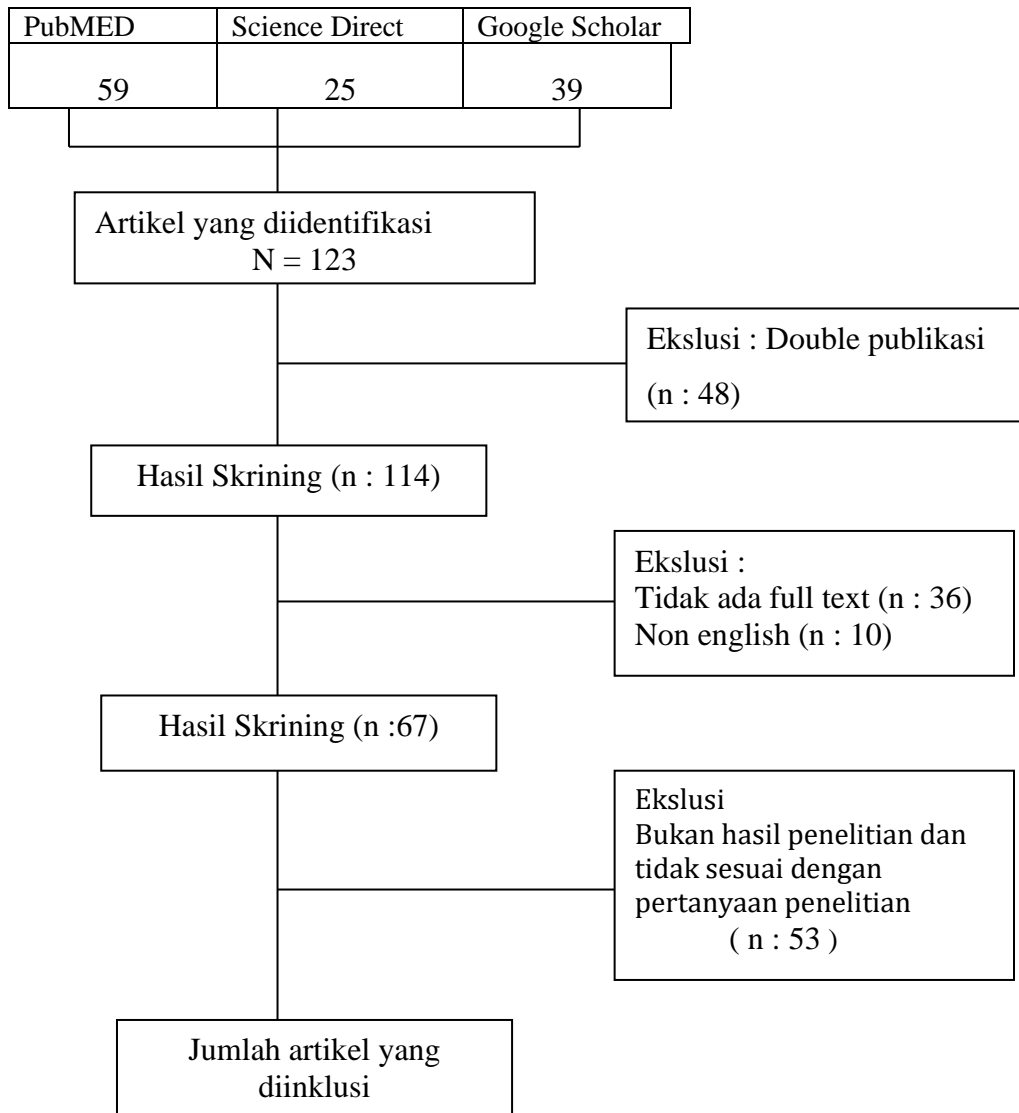 PubMED Science Direct Google Scholar
59 25 39
Artikel yang diidentifikasi
N = 123
Ekslusi : Double publikasi
(n : 48)
Hasil Skrining (n : 114)
Ekslusi :
Tidak ada full text (n : 36)
Non english (n : 10)
Hasil Skrining (n :67)
Ekslusi
Bukan hasil penelitian dan
tidak sesuai dengan
pertanyaan penelitian
( n : 53 )
Jumlah artikel yang
diinklusi